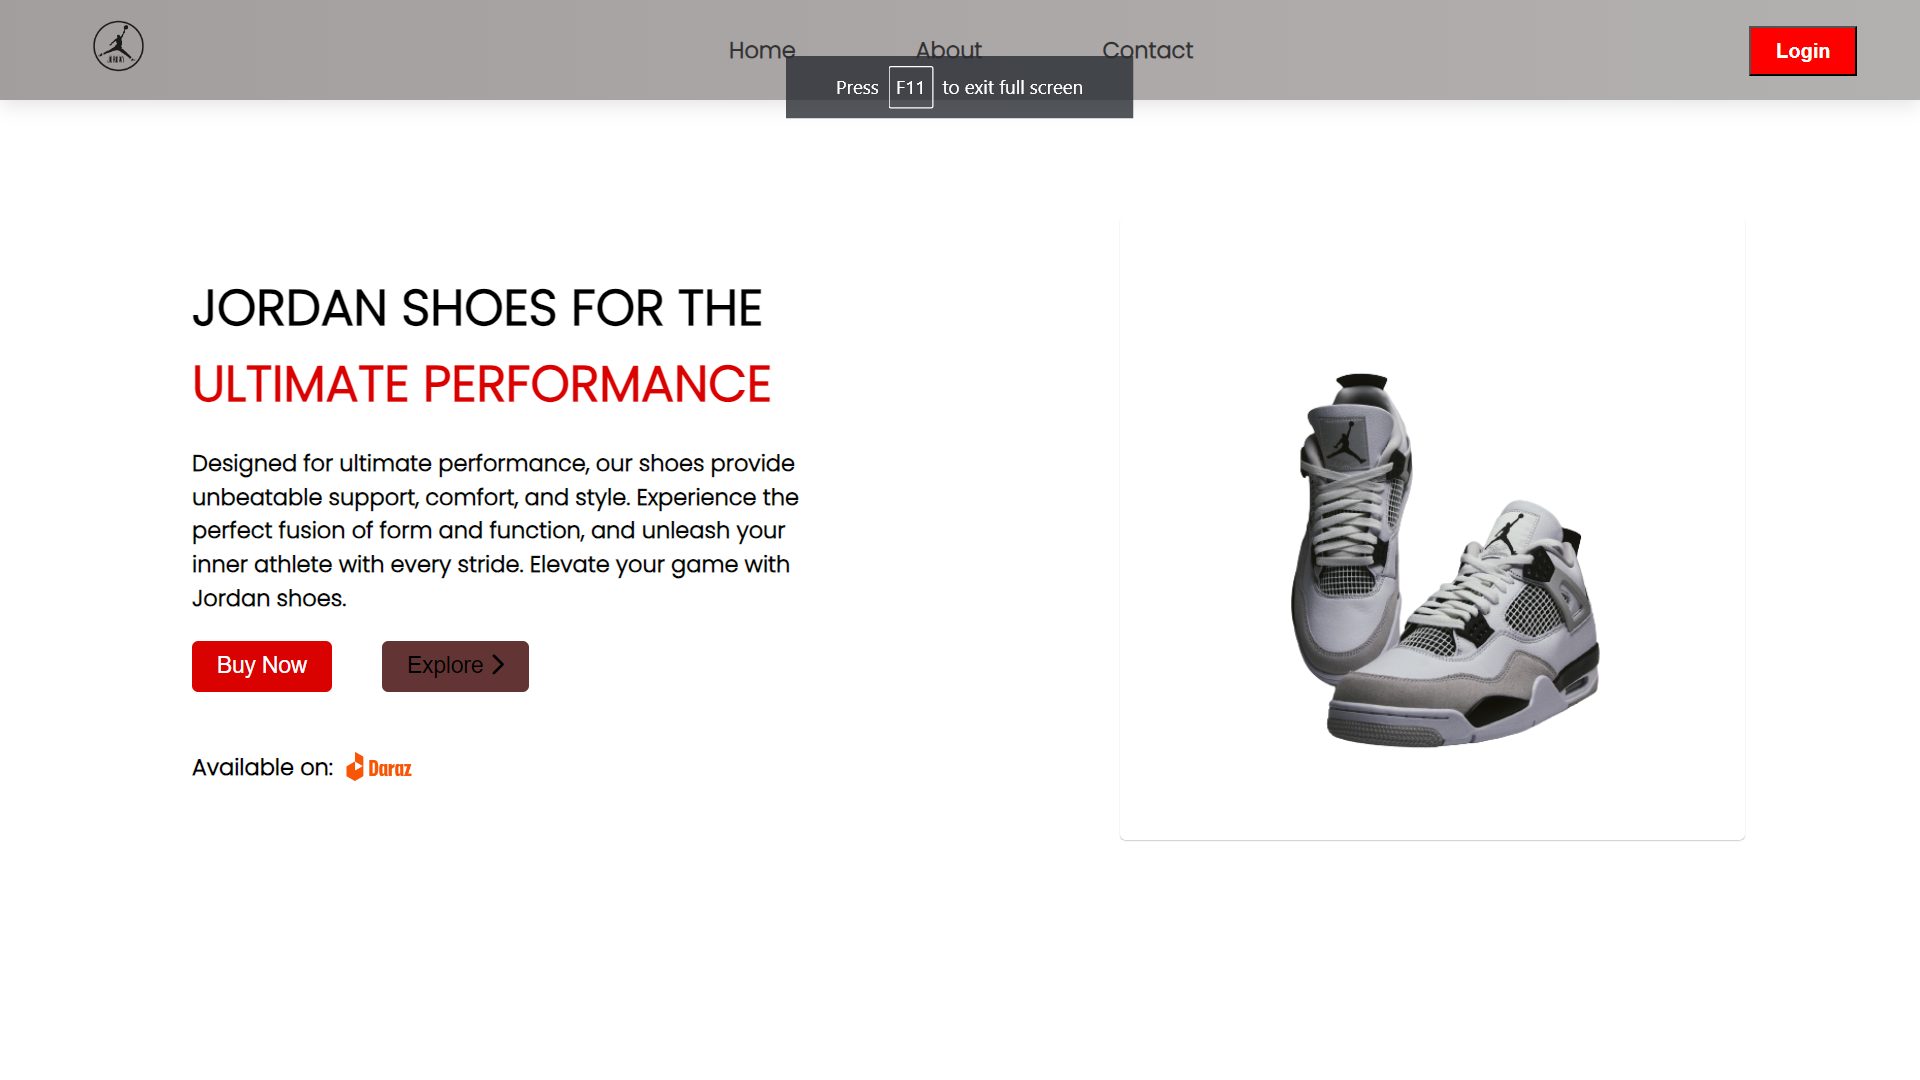 JORDAN
Home
About
Contact
Login
Press F11 to exit full screen
JORDAN SHOES FOR THE
ULTIMATE PERFORMANCE
Designed for ultimate performance, our shoes provide
unbeatable support, comfort, and style. Experience the
perfect fusion of form and function, and unleash your
inner athlete with every stride. Elevate your game with
Jordan shoes.
Buy Now
Explore
Available on: Daraz